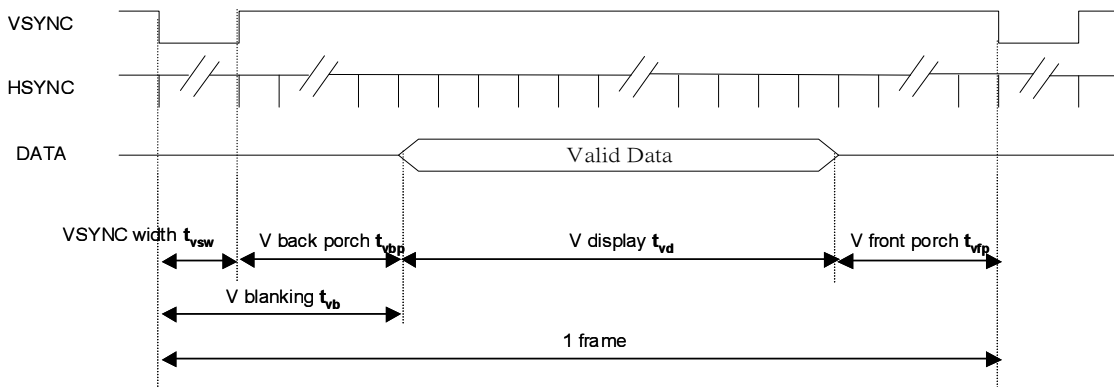 VSYNC
HSYNC
DATA
Valid Data
VSYNC width tvsw
V back porch tvbp
V display tvd
V front porch tvfp
V blanking tvb
1 frame